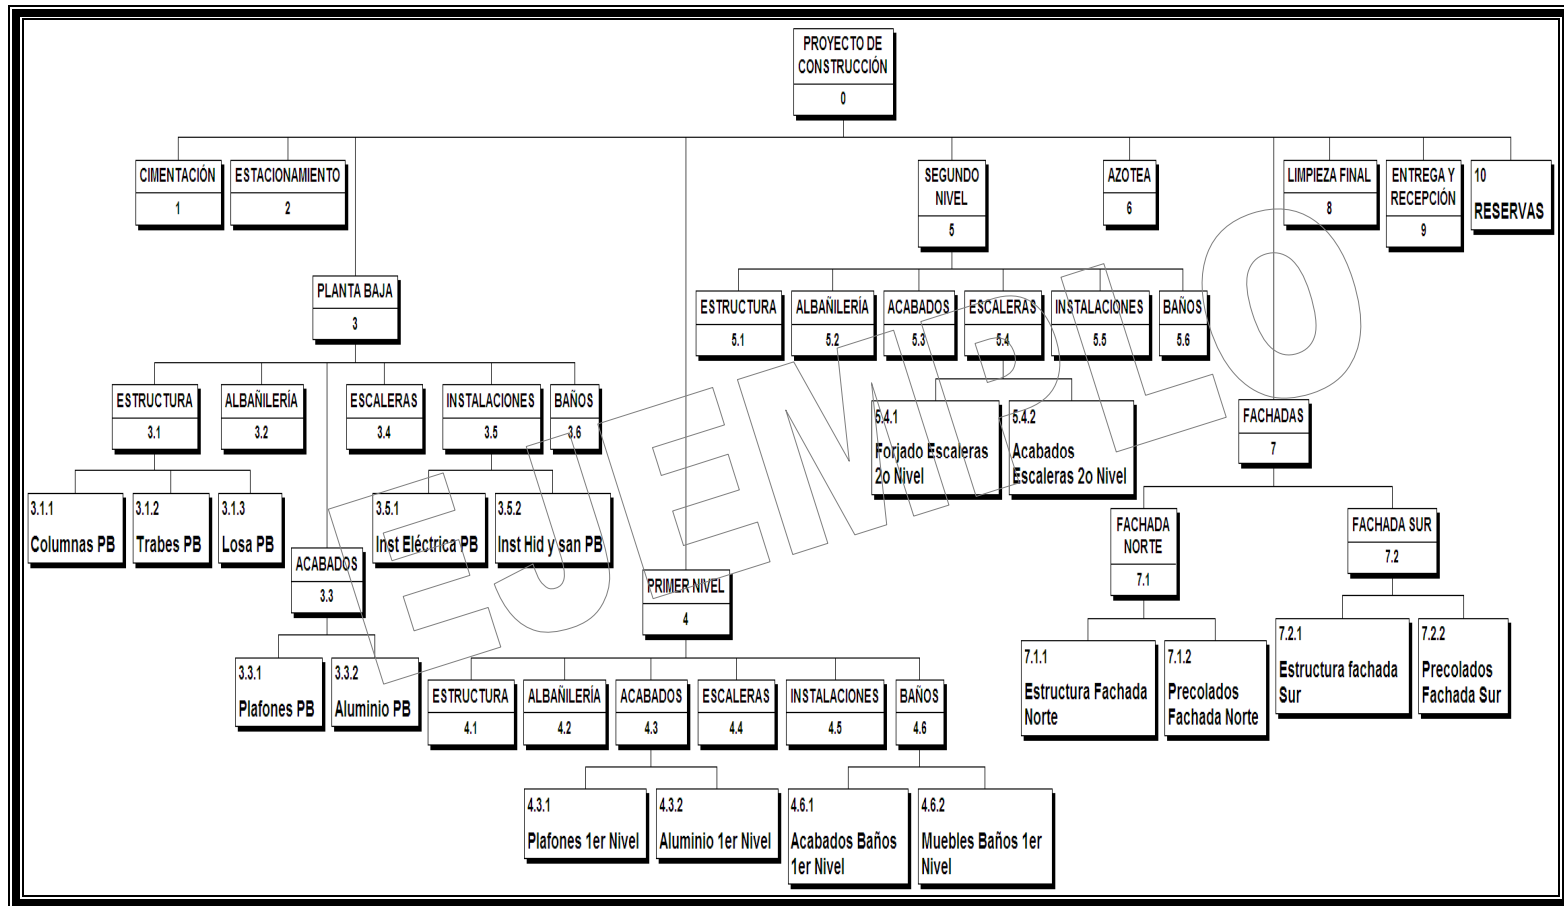 PROYECTO DE
CONSTRUCCIÓN
0
CIMENTACIÓN
1
ESTACIONAMIENTO
2
SEGUNDO
NIVEL
5
AZOTEA
6
LIMPIEZA FINAL
8
ENTREGA Y
RECEPCIÓN
9
10
RESERVAS
PLANTA BAJA
3
ESTRUCTURA
5.1
ALBAÑILERÍA
5.2
ACABADOS
5.3
ESCALERAS
5.4
INSTALACIONES
5.5
BAÑOS
5.6
ESTRUCTURA
3.1
ALBAÑILERÍA
3.2
ESCALERAS
3.4
INSTALACIONES
3.5
BAÑOS
3.6
5.4.1
Forjado Escaleras
2o Nivel
5.4.2
Acabados
Escaleras 2o Nivel
FACHADAS
7
3.1.1
Columnas PB
3.1.2
Trabes PB
3.1.3
Losa PB
3.5.1
Inst Eléctrica PB
3.5.2
Inst Hid y san PB
FACHADA
NORTE
7.1
FACHADA SUR
7.2
ACABADOS
3.3
PRIMER NIVEL
4
3.3.1
Plafones PB
3.3.2
Aluminio PB
7.1.1
Estructura Fachada
Norte
7.1.2
Precolados
Fachada Norte
7.2.1
Estructura fachada
Sur
7.2.2
Precolados
Fachada Sur
ESTRUCTURA
4.1
ALBAÑILERÍA
4.2
ACABADOS
4.3
ESCALERAS
4.4
INSTALACIONES
4.5
BAÑOS
4.6
4.3.1
Plafones 1er Nivel
4.3.2
Aluminio 1er Nivel
4.6.1
Acabados Baños
1er Nivel
4.6.2
Muebles Baños 1er
Nivel
EJEMPLO